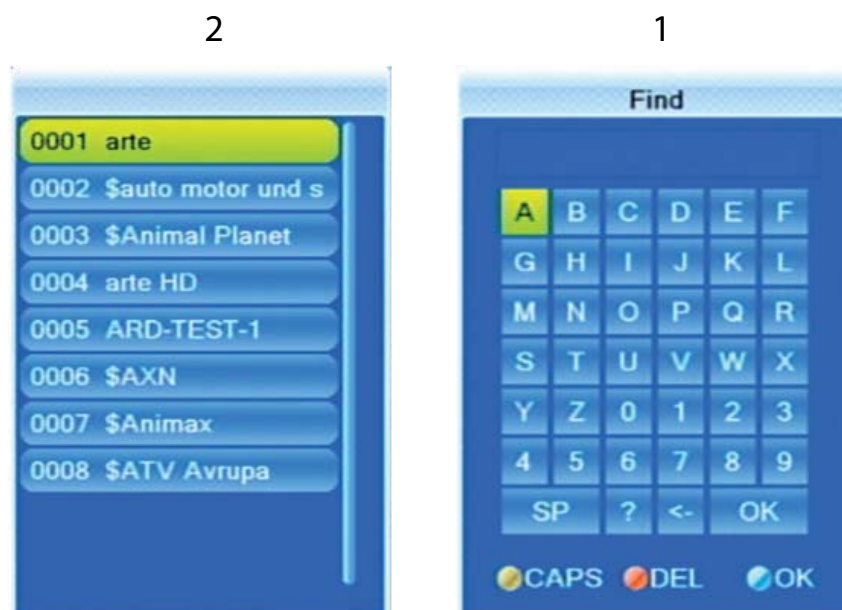 2
0001 arte
0002 $auto motor und s
0003 $Animal Planet
0004 arte HD
0005 ARD-TEST-1
0006 $AXN
0007 $Animax
0008 $ATV Avrupa
1
Find
A B C D E F
G H I J K L
M N O P Q R
S T U V W X
Y Z 0 1 2 3
4 5 6 7 8 9
SP ? <- OK
CAPS DEL OK